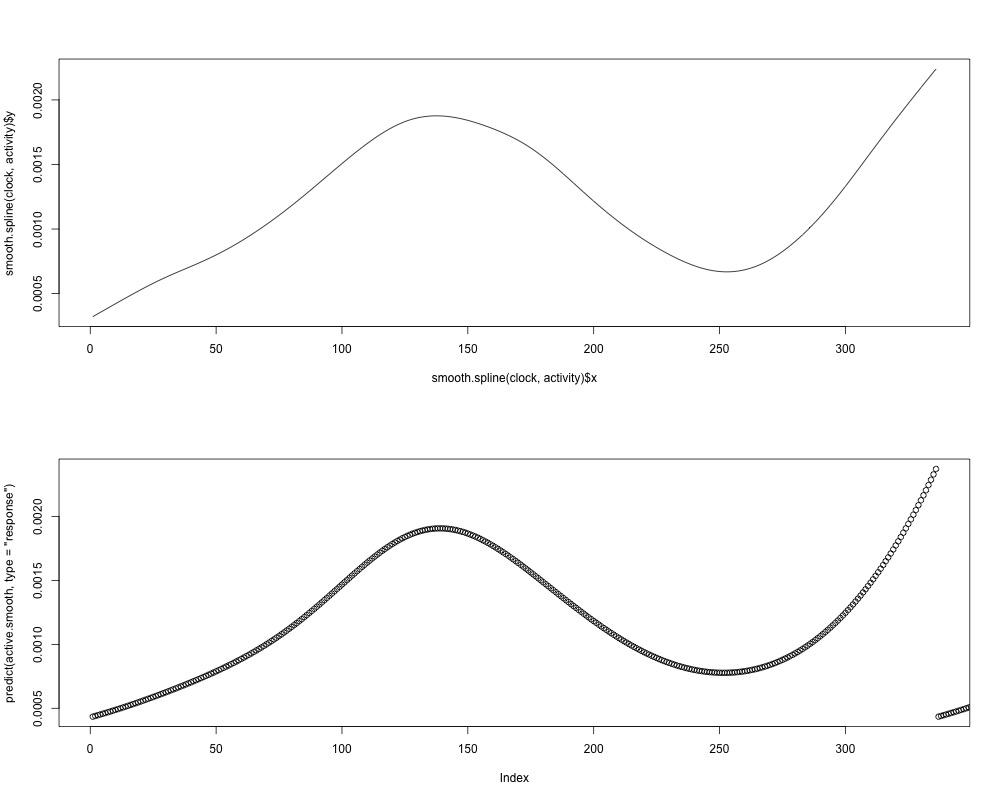 smooth.spline(clock, activity)$y
0.0020
0.0015
0.0010
0.0005
0 50 100 150 200 250 300
smooth.spline(clock, activity)$x
predict(active.smooth, type = "response")
0.0020
0.0015
0.0010
0.0005
0 50 100 150 200 250 300
Index